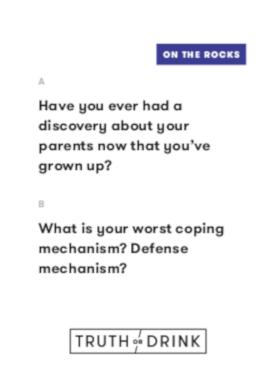 ON THE ROCKS
A
Have you ever had a
discovery about your
parents now that you've
grown up?
B
What is your worst coping
mechanism? Defense
mechanism?
TRUTH OR DRINK